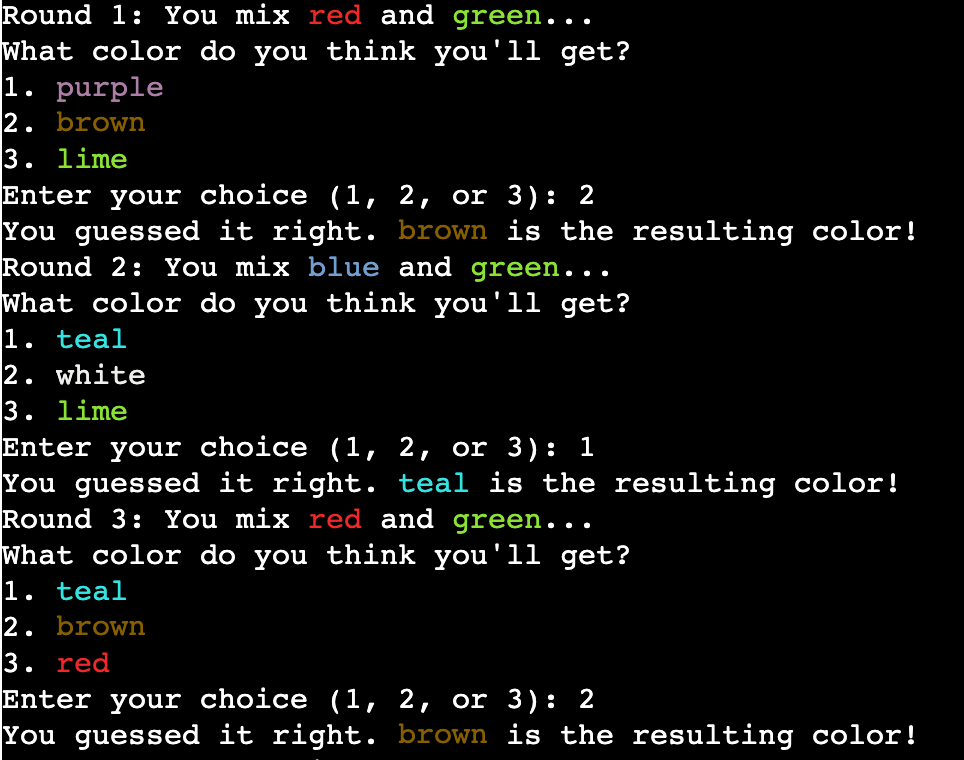 Round 1: You mix red and green...
What color do you think you'll get?
1. purple
2. brown
3. lime
Enter your choice (1, 2, or 3): 2
You guessed it right. brown is the resulting color!
Round 2: You mix blue and green...
What color do you think you'll get?
1. teal
2. white
3. lime
Enter your choice (1, 2, or 3): 1
You guessed it right. teal is the resulting color!
Round 3: You mix red and green...
What color do you think you'll get?
1. teal
2. brown
3. red
Enter your choice (1, 2, or 3): 2
You guessed it right. brown is the resulting color!